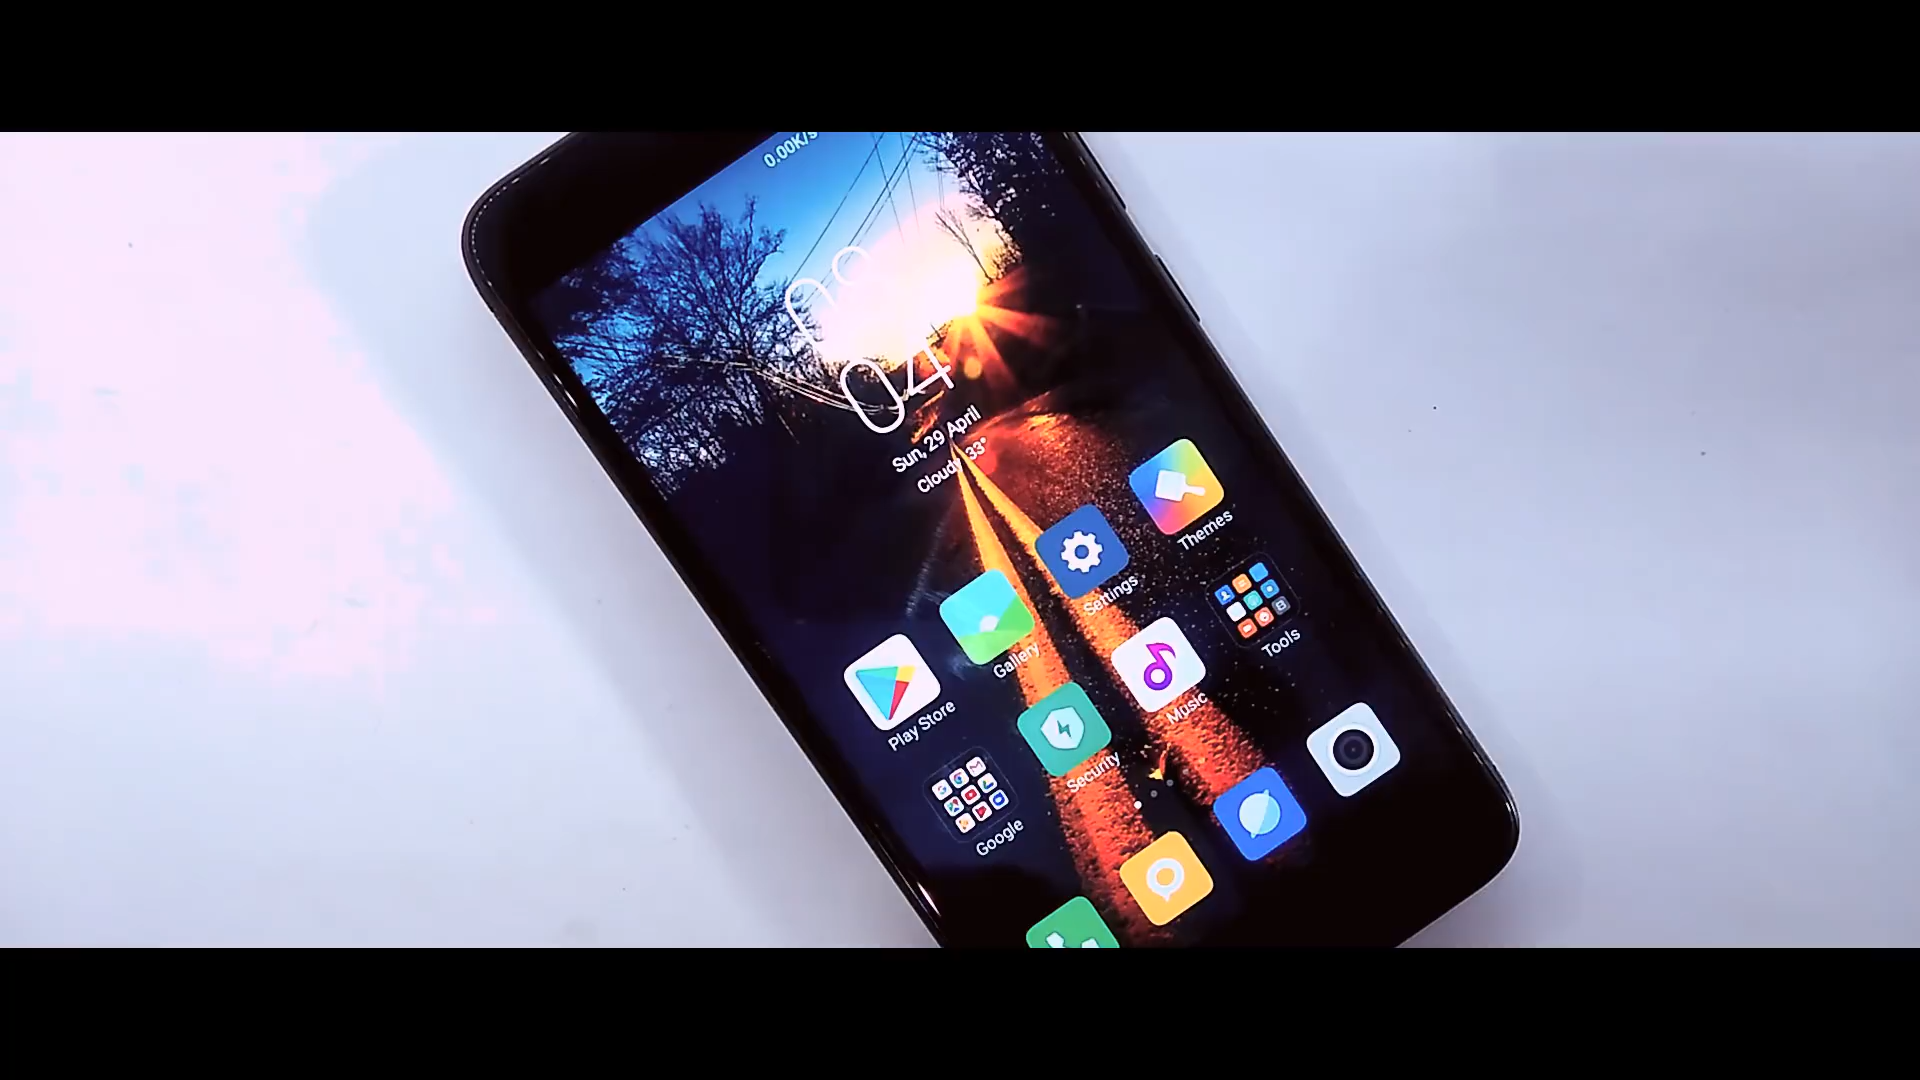 0.00K/s
04
Sun, 29 April
Cloudy 33°
Themes
Settings
Gallery
Play Store
Tools
Music
Security
Google